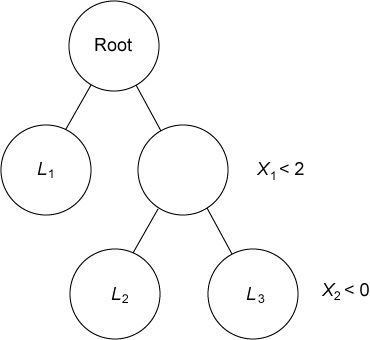 Root
L₁
X₁ < 2
L₂
L₃
X₂ < 0